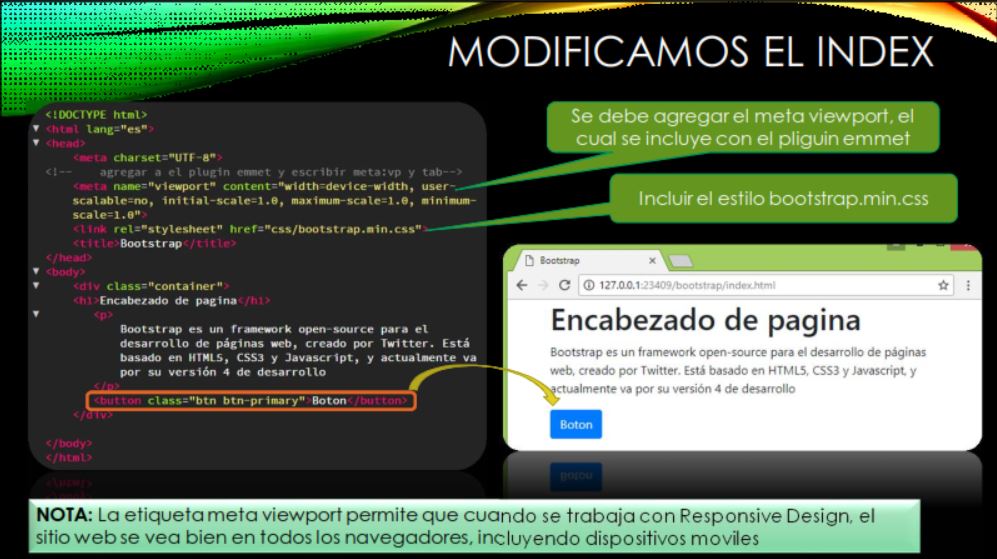 MODIFICAMOS EL INDEX
<!DOCTYPE html>
<html lang="es">
<head>
<meta charset="UTF-8">
<!-- agregar a el plugin emmet y escribir meta:vp y tab-->
<meta name="viewport" content="width=device-width, user-
scalable=no, initial-scale=1.0, maximum-scale=1.0, minimum-
scale=1.0">
<link rel="stylesheet" href="css/bootstrap.min.css">
<title>Bootstrap</title>
</head>
<body>
<div class="container">
<h1>Encabezado de pagina</h1>
<p>
Bootstrap es un framework open-source para el
desarrollo de páginas web, creado por Twitter. Está
basado en HTML5, CSS3 y Javascript, y actualmente va
por su versión 4 de desarrollo
</p>
<button class="btn btn-primary">Boton</button>
</div>
</body>
</html>
Se debe agregar el meta viewport, el
cual se incluye con el pliguin emmet
Incluir el estilo bootstrap.min.css
Bootstrap
127.0.0.1:23409/bootstrap/index.html
Encabezado de pagina
Bootstrap es un framework open-source para el desarrollo de páginas
web, creado por Twitter. Está basado en HTML5, CSS3 y Javascript, y
actualmente va por su versión 4 de desarrollo
Boton
NOTA: La etiqueta meta viewport permite que cuando se trabaja con Responsive Design, el
sitio web se vea bien en todos los navegadores, incluyendo dispositivos moviles